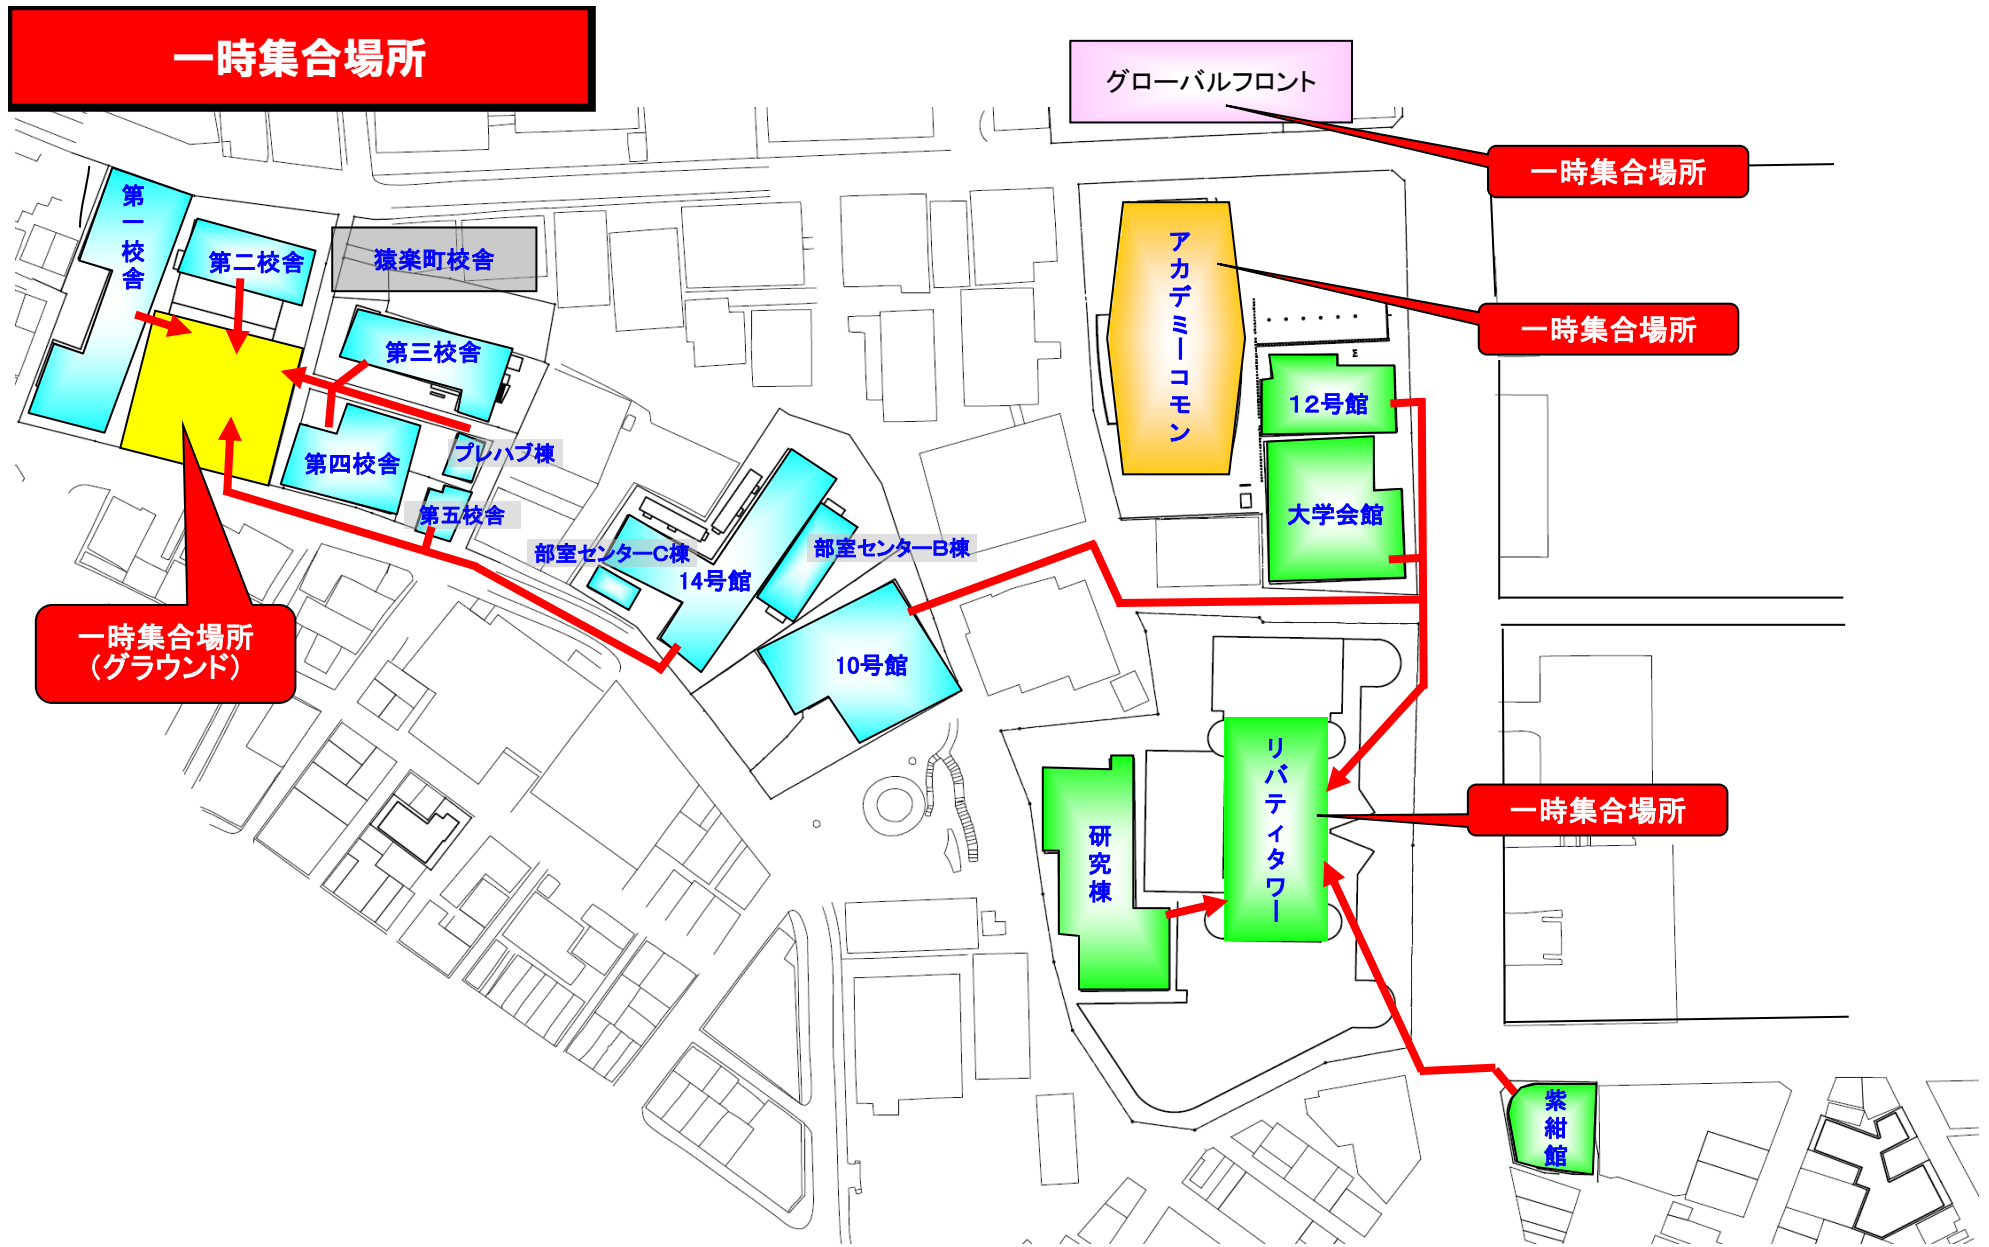 一時集合場所
グローバルフロント
一時集合場所
第一校舎
第二校舎
猿楽町校舎
アカデミーコモン
一時集合場所
第三校舎
12号館
第四校舎
プレハブ棟
第五校舎
大学会館
部室センターC棟
部室センターB棟
14号館
一時集合場所
(グラウンド)
10号館
リバティタワー
一時集合場所
研究棟
紫紺館